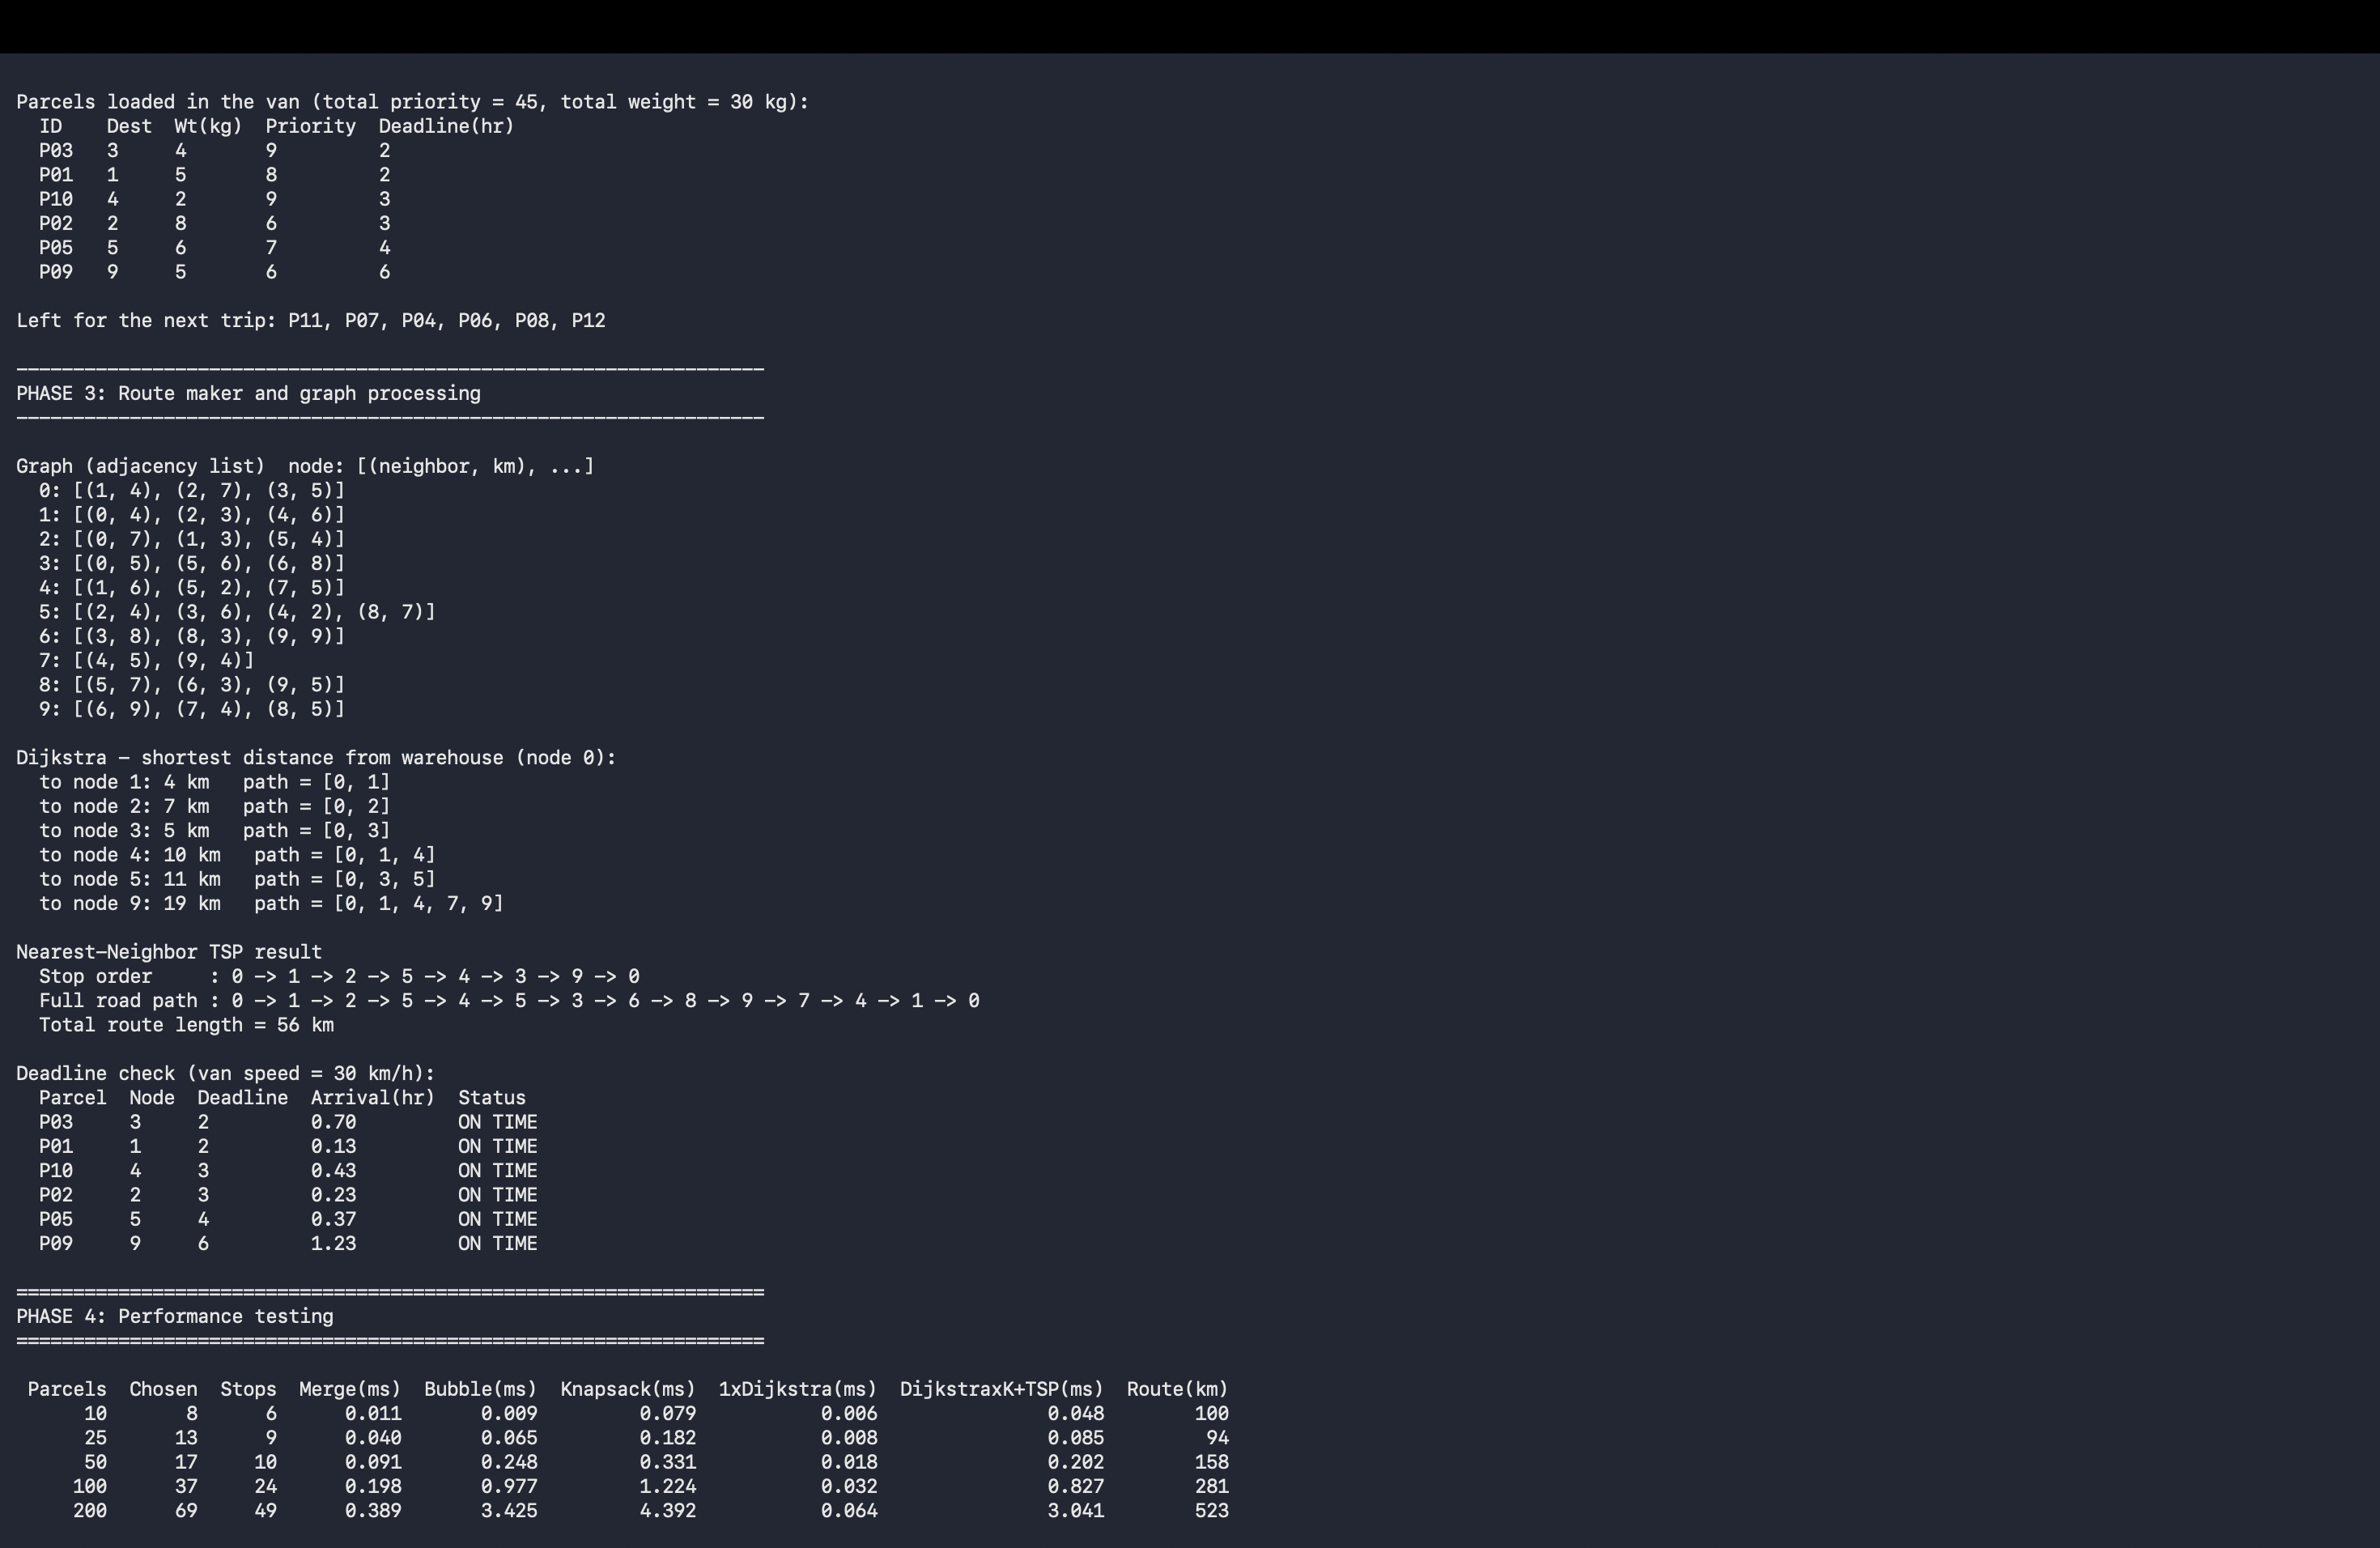 Parcels loaded in the van (total priority = 45, total weight = 30 kg):
ID Dest Wt(kg) Priority Deadline(hr)
P03 3 4 9 2
P01 1 5 8 2
P10 4 2 9 3
P02 2 8 6 3
P05 5 6 7 4
P09 9 5 6 6
Left for the next trip: P11, P07, P04, P06, P08, P12
------------------------------------------------------------------
PHASE 3: Route maker and graph processing
------------------------------------------------------------------
Graph (adjacency list)  node: [(neighbor, km), ...]
0: [(1, 4), (2, 7), (3, 5)]
1: [(0, 4), (2, 3), (4, 6)]
2: [(0, 7), (1, 3), (5, 4)]
3: [(0, 5), (5, 6), (6, 8)]
4: [(1, 6), (5, 2), (7, 5)]
5: [(2, 4), (3, 6), (4, 2), (8, 7)]
6: [(3, 8), (8, 3), (9, 9)]
7: [(4, 5), (9, 4)]
8: [(5, 7), (6, 3), (9, 5)]
9: [(6, 9), (7, 4), (8, 5)]
Dijkstra - shortest distance from warehouse (node 0):
to node 1: 4 km   path = [0, 1]
to node 2: 7 km   path = [0, 2]
to node 3: 5 km   path = [0, 3]
to node 4: 10 km   path = [0, 1, 4]
to node 5: 11 km   path = [0, 3, 5]
to node 9: 19 km   path = [0, 1, 4, 7, 9]
Nearest-Neighbor TSP result
Stop order     : 0 -> 1 -> 2 -> 5 -> 4 -> 3 -> 9 -> 0
Full road path : 0 -> 1 -> 2 -> 5 -> 4 -> 5 -> 3 -> 6 -> 8 -> 9 -> 7 -> 4 -> 1 -> 0
Total route length = 56 km
Deadline check (van speed = 30 km/h):
Parcel Node Deadline Arrival(hr) Status
P03 3 2 0.70 ON TIME
P01 1 2 0.13 ON TIME
P10 4 3 0.43 ON TIME
P02 2 3 0.23 ON TIME
P05 5 4 0.37 ON TIME
P09 9 6 1.23 ON TIME
==================================================================
PHASE 4: Performance testing
==================================================================
Parcels Chosen Stops Merge(ms) Bubble(ms) Knapsack(ms) 1xDijkstra(ms) DijkstraxK+TSP(ms) Route(km)
10 8 6 0.011 0.009 0.079 0.006 0.048 100
25 13 9 0.040 0.065 0.182 0.008 0.085 94
50 17 10 0.091 0.248 0.331 0.018 0.202 158
100 37 24 0.198 0.977 1.224 0.032 0.827 281
200 69 49 0.389 3.425 4.392 0.064 3.041 523